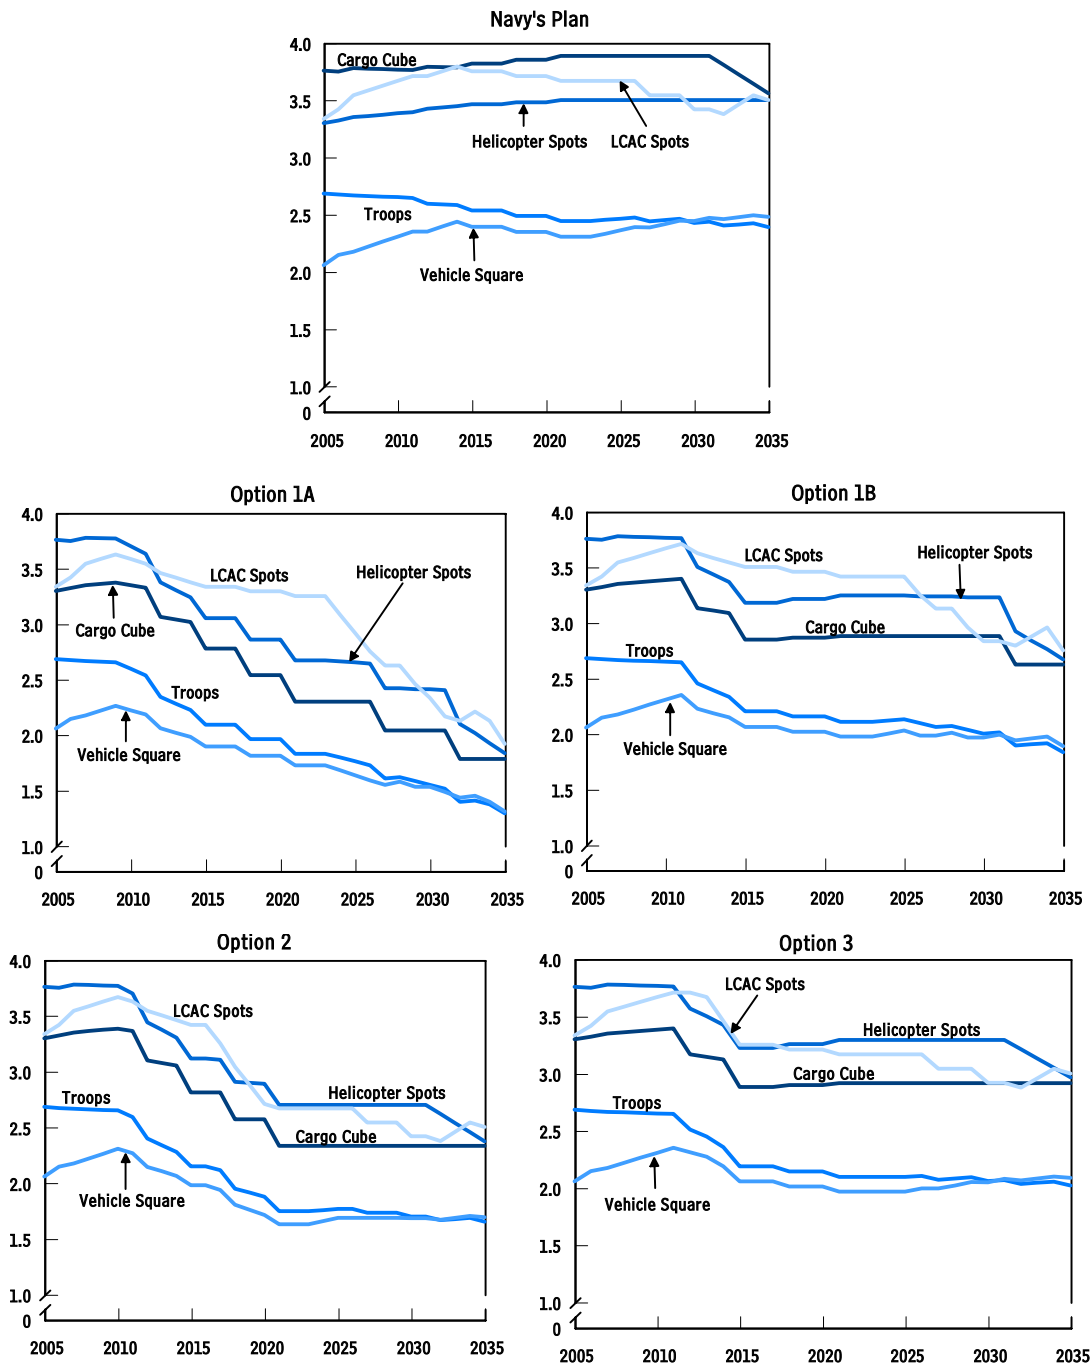 Navy's Plan
4.0
Cargo Cube
3.5
Helicopter Spots
LCAC Spots
3.0
2.5
Troops
Vehicle Square
2.0
1.5
1.0
0
2005 2010 2015 2020 2025 2030 2035
Option 1A
4.0
3.5
LCAC Spots
Helicopter Spots
Cargo Cube
3.0
2.5
Troops
2.0
Vehicle Square
1.5
1.0
0
2005 2010 2015 2020 2025 2030 2035
Option 1B
4.0
LCAC Spots
Helicopter Spots
3.5
3.0
Cargo Cube
Troops
2.5
2.0
Vehicle Square
1.5
1.0
0
2005 2010 2015 2020 2025 2030 2035
Option 2
4.0
LCAC Spots
3.5
3.0
Troops
Helicopter Spots
2.5
Cargo Cube
2.0
Vehicle Square
1.5
1.0
0
2005 2010 2015 2020 2025 2030 2035
Option 3
4.0
LCAC Spots
3.5
Helicopter Spots
3.0
Cargo Cube
Troops
2.5
2.0
Vehicle Square
1.5
1.0
0
2005 2010 2015 2020 2025 2030 2035